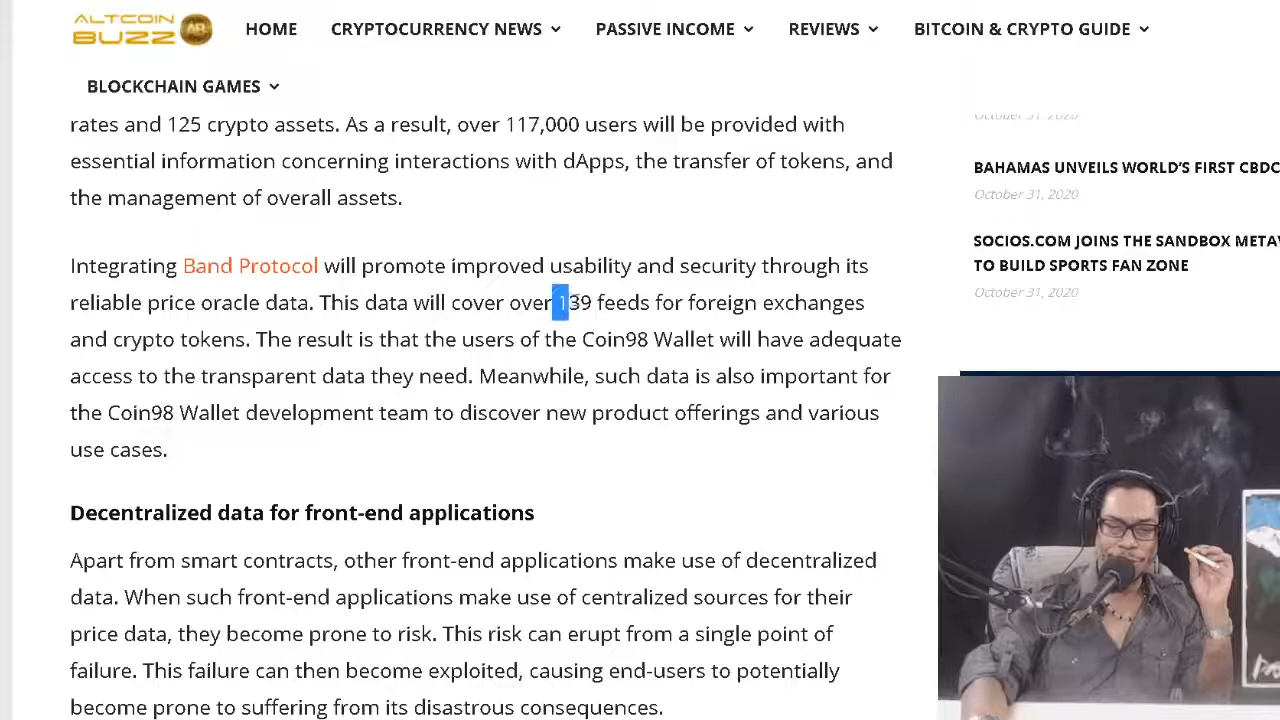 ALTCOIN
BUZZ AB
HOME CRYPTOCURRENCY NEWS PASSIVE INCOME REVIEWS BITCOIN & CRYPTO GUIDE
BLOCKCHAIN GAMES
rates and 125 crypto assets. As a result, over 117,000 users will be provided with
essential information concerning interactions with dApps, the transfer of tokens, and
the management of overall assets.
Integrating Band Protocol will promote improved usability and security through its
reliable price oracle data. This data will cover over 139 feeds for foreign exchanges
and crypto tokens. The result is that the users of the Coin98 Wallet will have adequate
access to the transparent data they need. Meanwhile, such data is also important for
the Coin98 Wallet development team to discover new product offerings and various
use cases.
Decentralized data for front-end applications
Apart from smart contracts, other front-end applications make use of decentralized
data. When such front-end applications make use of centralized sources for their
price data, they become prone to risk. This risk can erupt from a single point of
failure. This failure can then become exploited, causing end-users to potentially
become prone to suffering from its disastrous consequences.
October 31, 2020
BAHAMAS UNVEILS WORLD'S FIRST CBDC
October 31, 2020
SOCIOS.COM JOINS THE SANDBOX METAV
TO BUILD SPORTS FAN ZONE
October 31, 2020